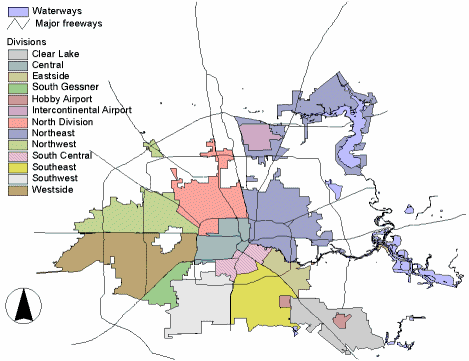 Waterways
Major freeways
Divisions
Clear Lake
Central
Eastside
South Gessner
Hobby Airport
Intercontinental Airport
North Division
Northeast
Northwest
South Central
Southeast
Southwest
Westside